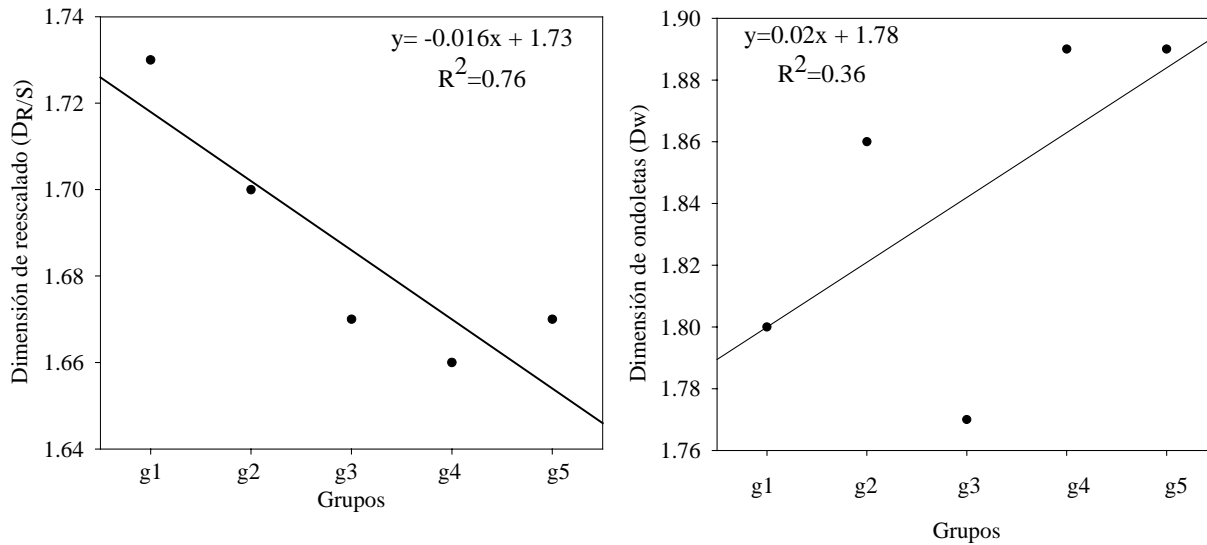 y= -0.016x + 1.73
R2=0.76
Dimensión de reescalado (DR/S)
1.74
1.72
1.70
1.68
1.66
1.64
g1 g2 g3 g4 g5
Grupos
y=0.02x + 1.78
R2=0.36
Dimensión de ondoletas (Dw)
1.90
1.88
1.86
1.84
1.82
1.80
1.78
1.76
g1 g2 g3 g4 g5
Grupos